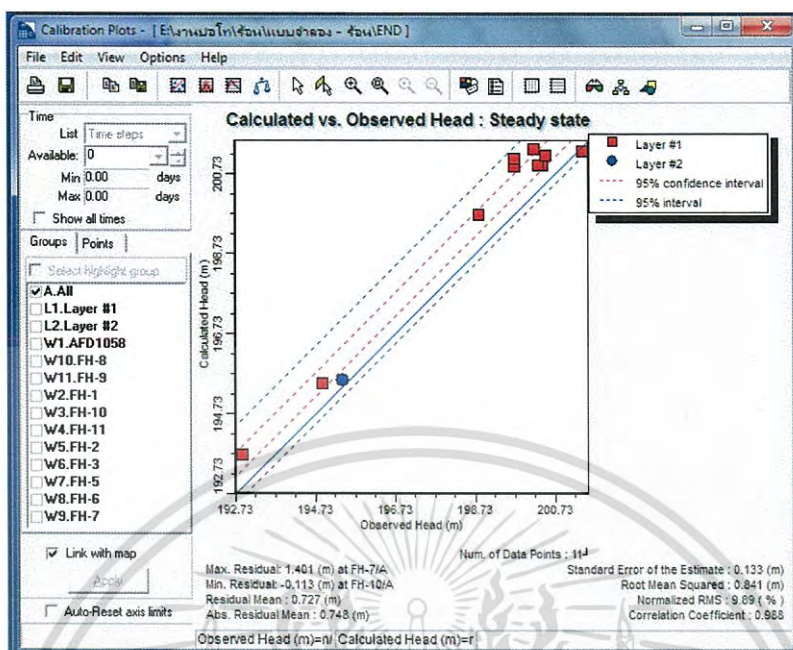 Calibration Plots - [ E:\งานปอโท\ร้อน\แบบจำลอง - ร้อน\END ]
File Edit View Options Help
Time
List Time steps
Available: 0
Min 0.00 days
Max 0.00 days
Show all times
Groups Points
Select highlight group
A.All
L1.Layer #1
L2.Layer #2
W1.AFD1058
W10.FH-8
W11.FH-9
W2.FH-1
W3.FH-10
W4.FH-11
W5.FH-2
W6.FH-3
W7.FH-5
W8.FH-6
W9.FH-7
Link with map
Apply
Auto-Reset axis limits
Calculated vs. Observed Head : Steady state
Layer #1
Layer #2
95% confidence interval
95% interval
Calculated Head (m)
200.73
198.73
196.73
194.73
192.73
192.73 194.73 196.73 198.73 200.73
Observed Head (m)
Num. of Data Points : 11
Max. Residual: 1.401 (m) at FH-7/A
Min. Residual: -0.113 (m) at FH-10/A
Residual Mean : 0.727 (m)
Abs. Residual Mean : 0.748 (m)
Standard Error of the Estimate : 0.133 (m)
Root Mean Squared : 0.841 (m)
Normalized RMS : 9.89 ( % )
Correlation Coefficient : 0.988
Observed Head (m)=n/ Calculated Head (m)=r